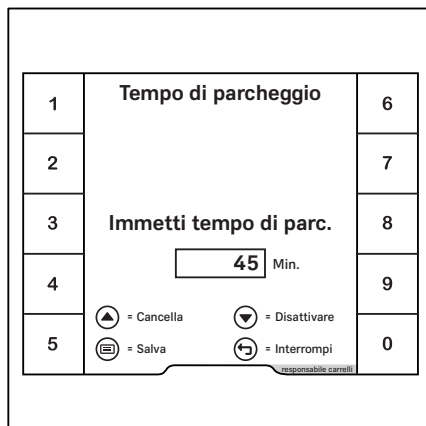 Tempo di parcheggio
1
6
2
7
3
Immetti tempo di parc.
8
45 Min.
4
9
= Cancella
= Disattivare
5
= Salva
= Interrompi
0
responsabile carrelli